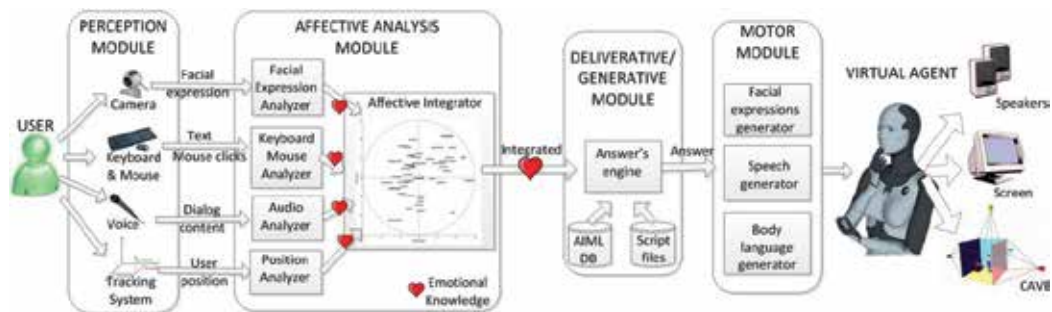 PERCEPTION
MODULE
AFFECTIVE ANALYSIS
MODULE
DELIVERATIVE/
GENERATIVE
MODULE
MOTOR
MODULE
VIRTUAL AGENT
USER
Camera
Keyboard
& Mouse
Voice
Tracking
System
Facial
expression
Text
Mouse clicks
Dialog
content
User
position
Facial
Expression
Analyzer
Keyboard
Mouse
Analyzer
Audio
Analyzer
Position
Analyzer
Affective Integrator
Emotional
Knowledge
Integrated
Answer's
engine
AIML
DB
Script
files
Answer
Facial
expressions
generator
Speech
generator
Body
language
generator
Speakers
Screen